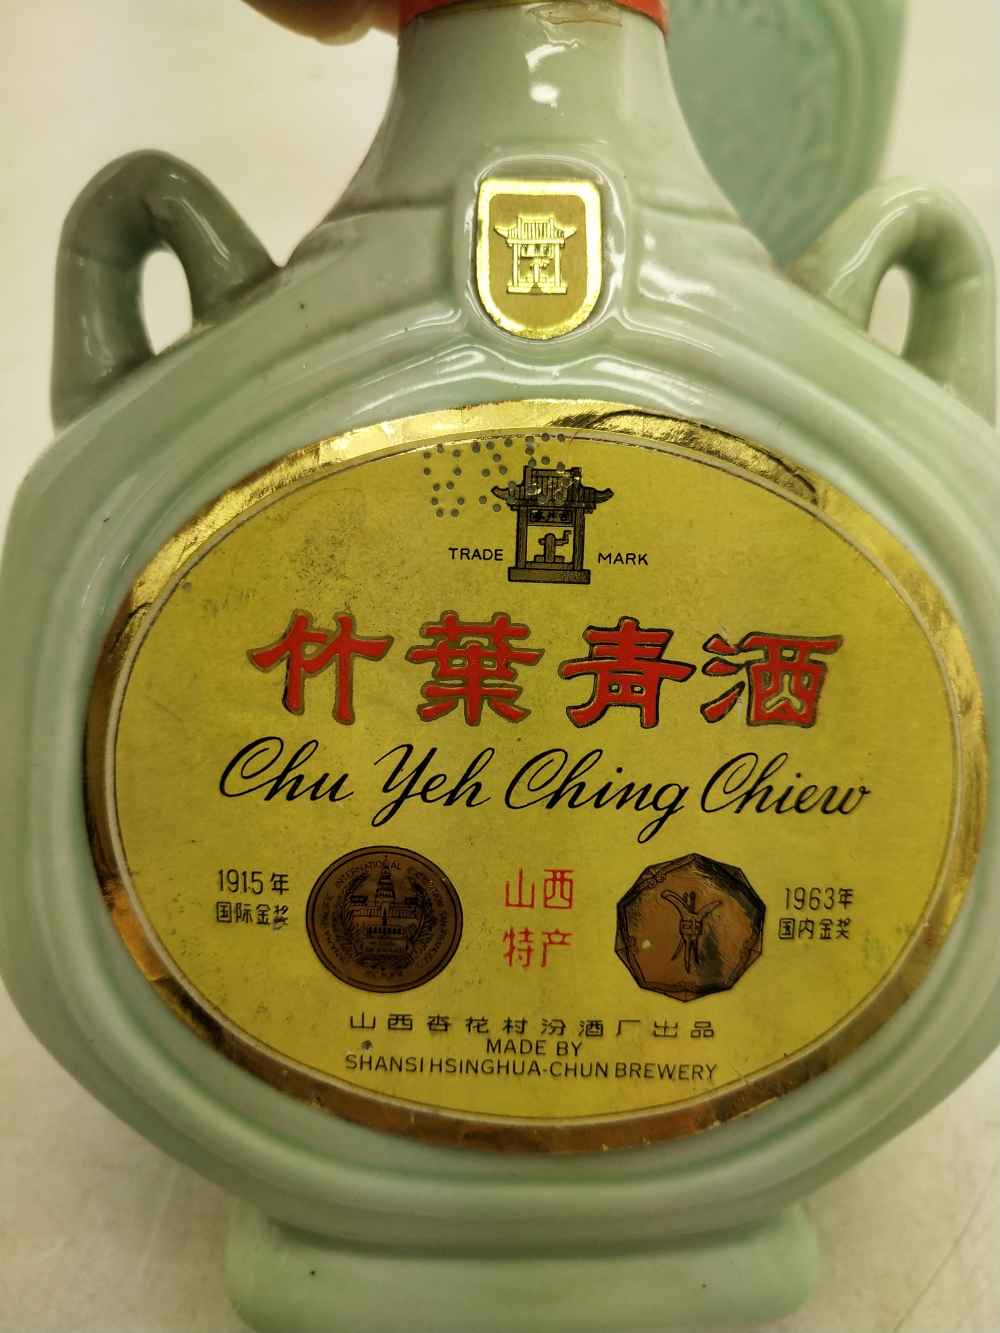 TRADE MARK
竹葉青酒
Chu Yeh Ching Chiew
1915年
国际金奖
山西
特产
1963年
国内金奖
山西杏花村汾酒厂出品
MADE BY
SHANSI HSINGHUA-CHUN BREWERY